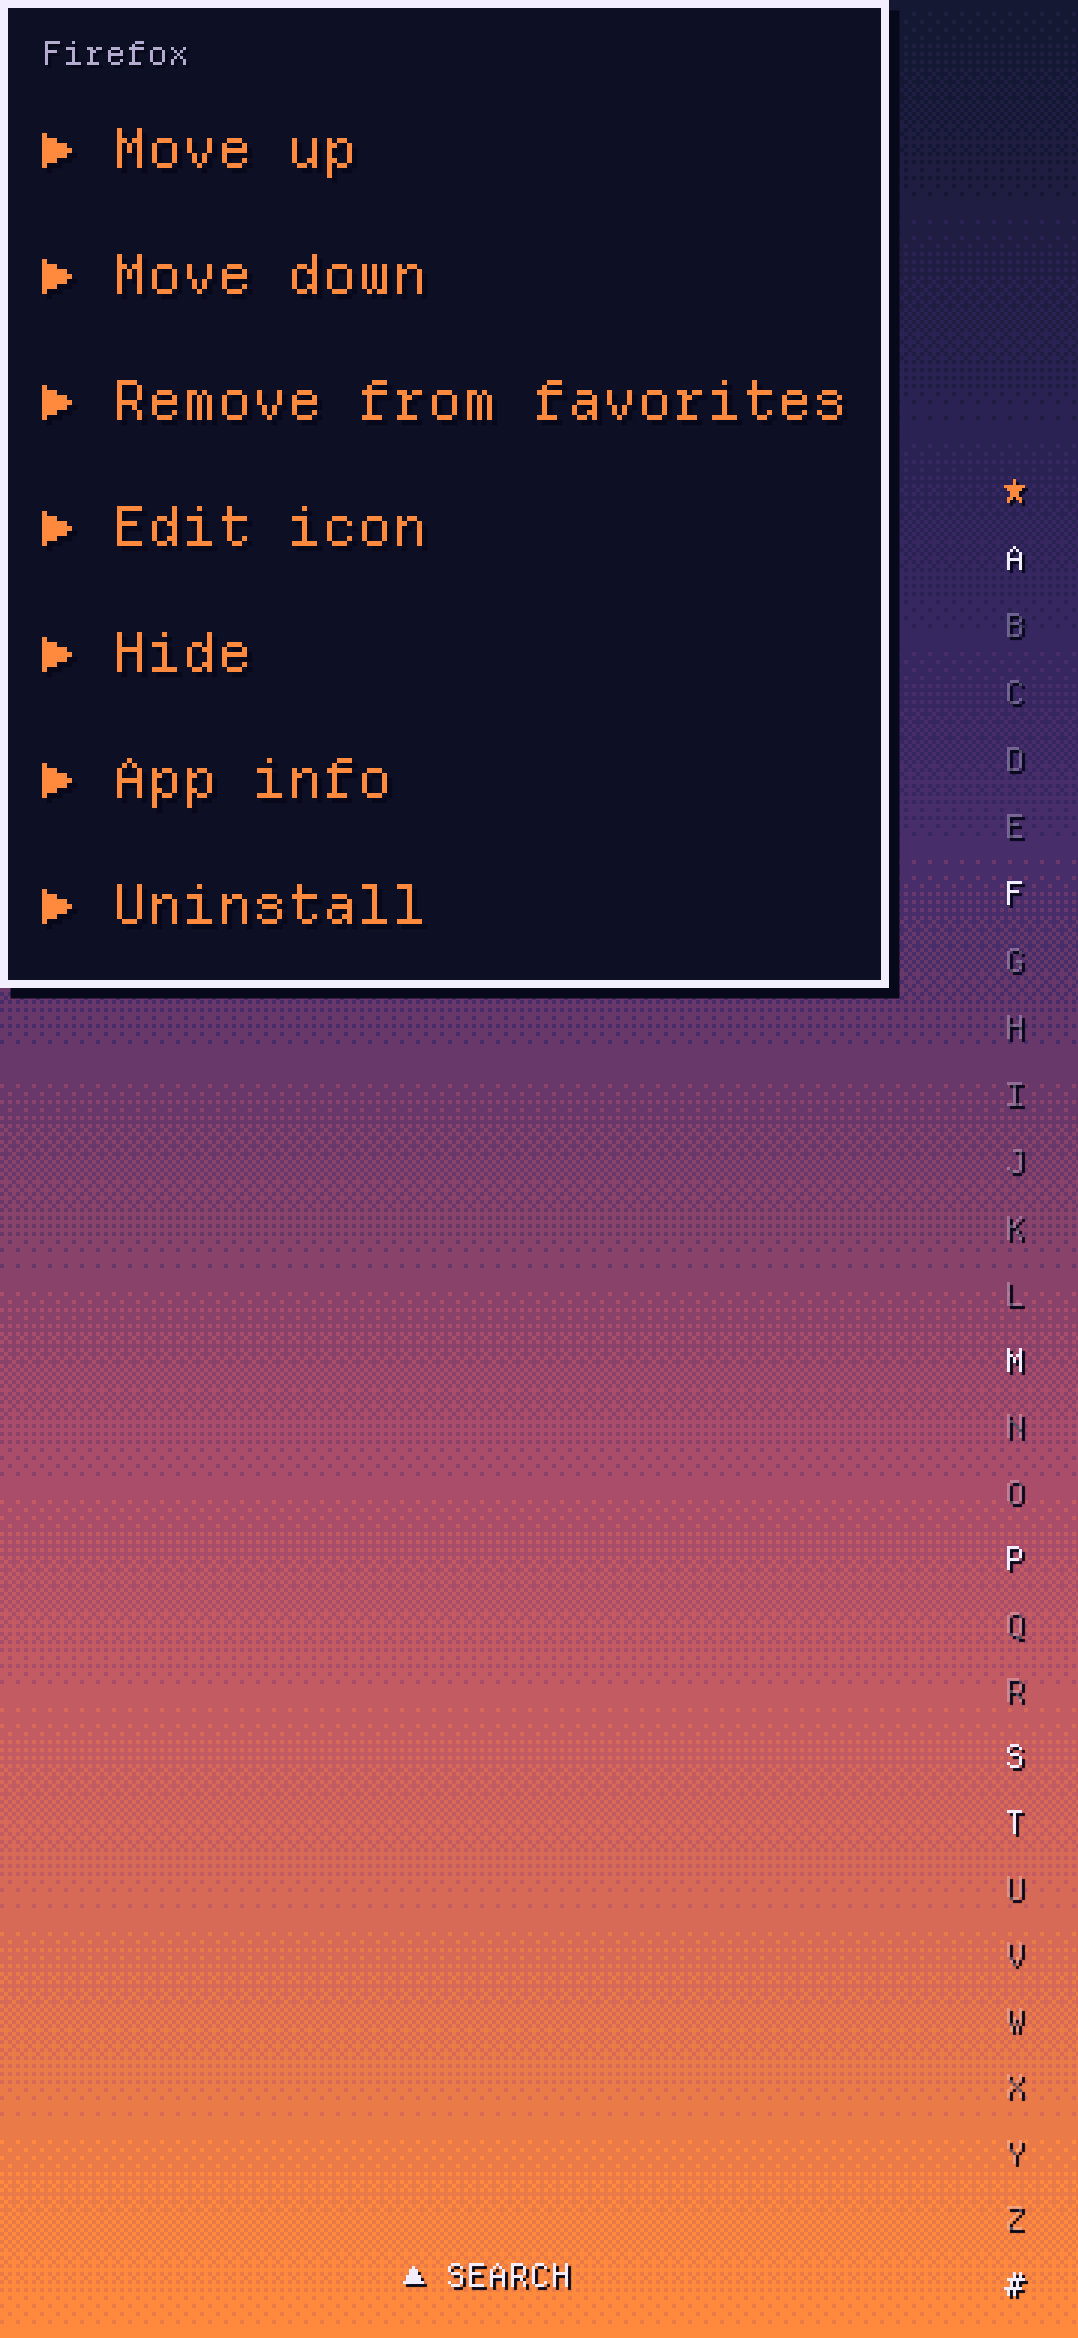 Firefox
▶ Move up
▶ Move down
▶ Remove from favorites
▶ Edit icon
▶ Hide
▶ App info
▶ Uninstall
★
A
B
C
D
E
F
G
H
I
J
K
L
M
N
O
P
Q
R
S
T
U
V
W
X
Y
Z
#
▲ SEARCH